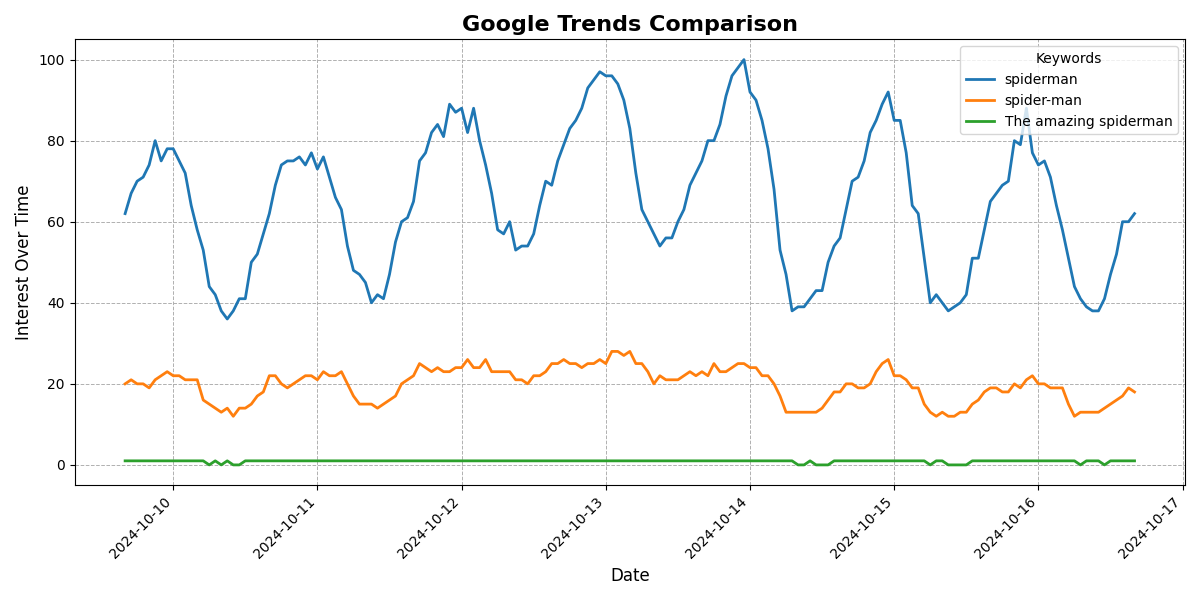 Google Trends Comparison
Interest Over Time
100
80
60
40
20
0
Keywords
spiderman
spider-man
The amazing spiderman
2024-10-10
2024-10-11
2024-10-12
2024-10-13
2024-10-14
2024-10-15
2024-10-16
2024-10-17
Date